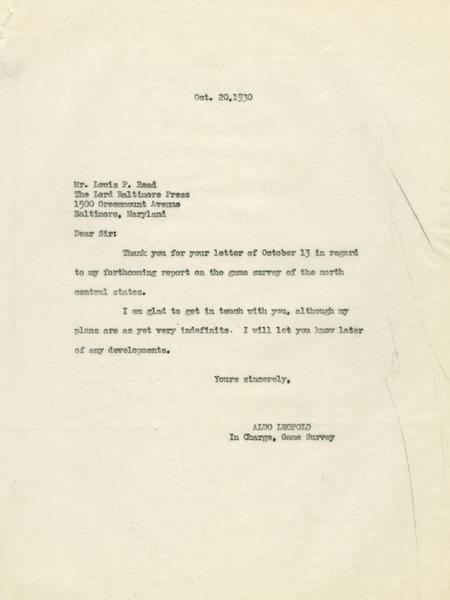 Oct. 20,1930
Mr. Lewis P. Read
The Lord Baltimore Press
1500 Greenmount Avenue
Baltimore, Maryland
Dear Sir:
Thank you for your letter of October 13 in regard
to my forthcoming report on the game survey of the north
central states.
I am glad to get in touch with you, although my
plans are as yet very indefinite. I will let you know later
of any developments.
Yours sincerely,
ALDO LEOPOLD
In Charge, Game Survey